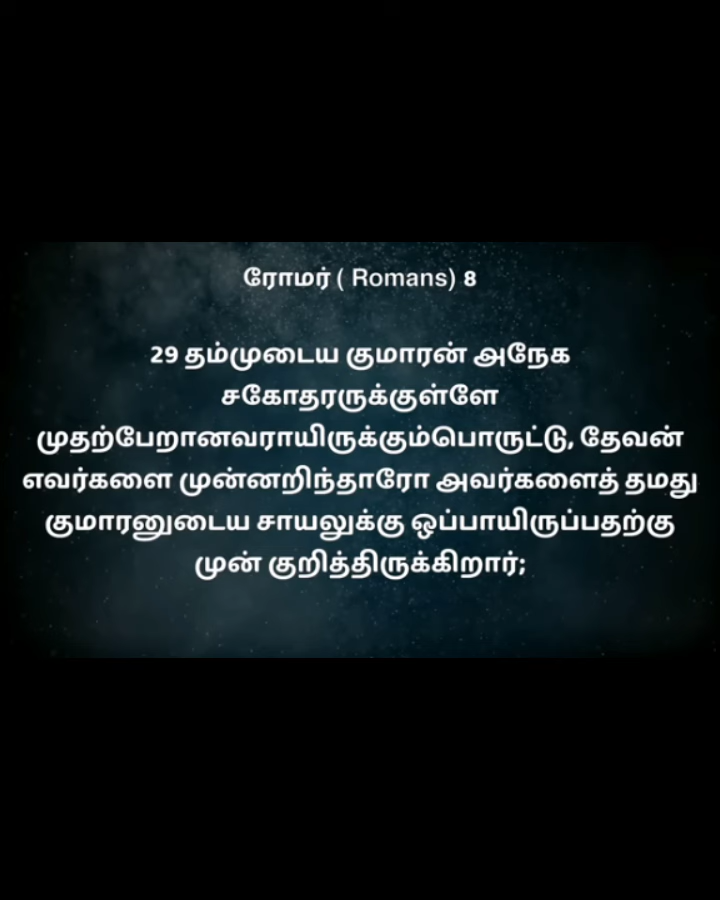 ரோமர் ( Romans) 8
29 தம்முடைய குமாரன் அநேக
சகோதரருக்குள்ளே
முதற்பேறானவராயிருக்கும்பொருட்டு, தேவன்
எவர்களை முன்னறிந்தாரோ அவர்களைத் தமது
குமாரனுடைய சாயலுக்கு ஒப்பாயிருப்பதற்கு
முன் குறித்திருக்கிறார்;